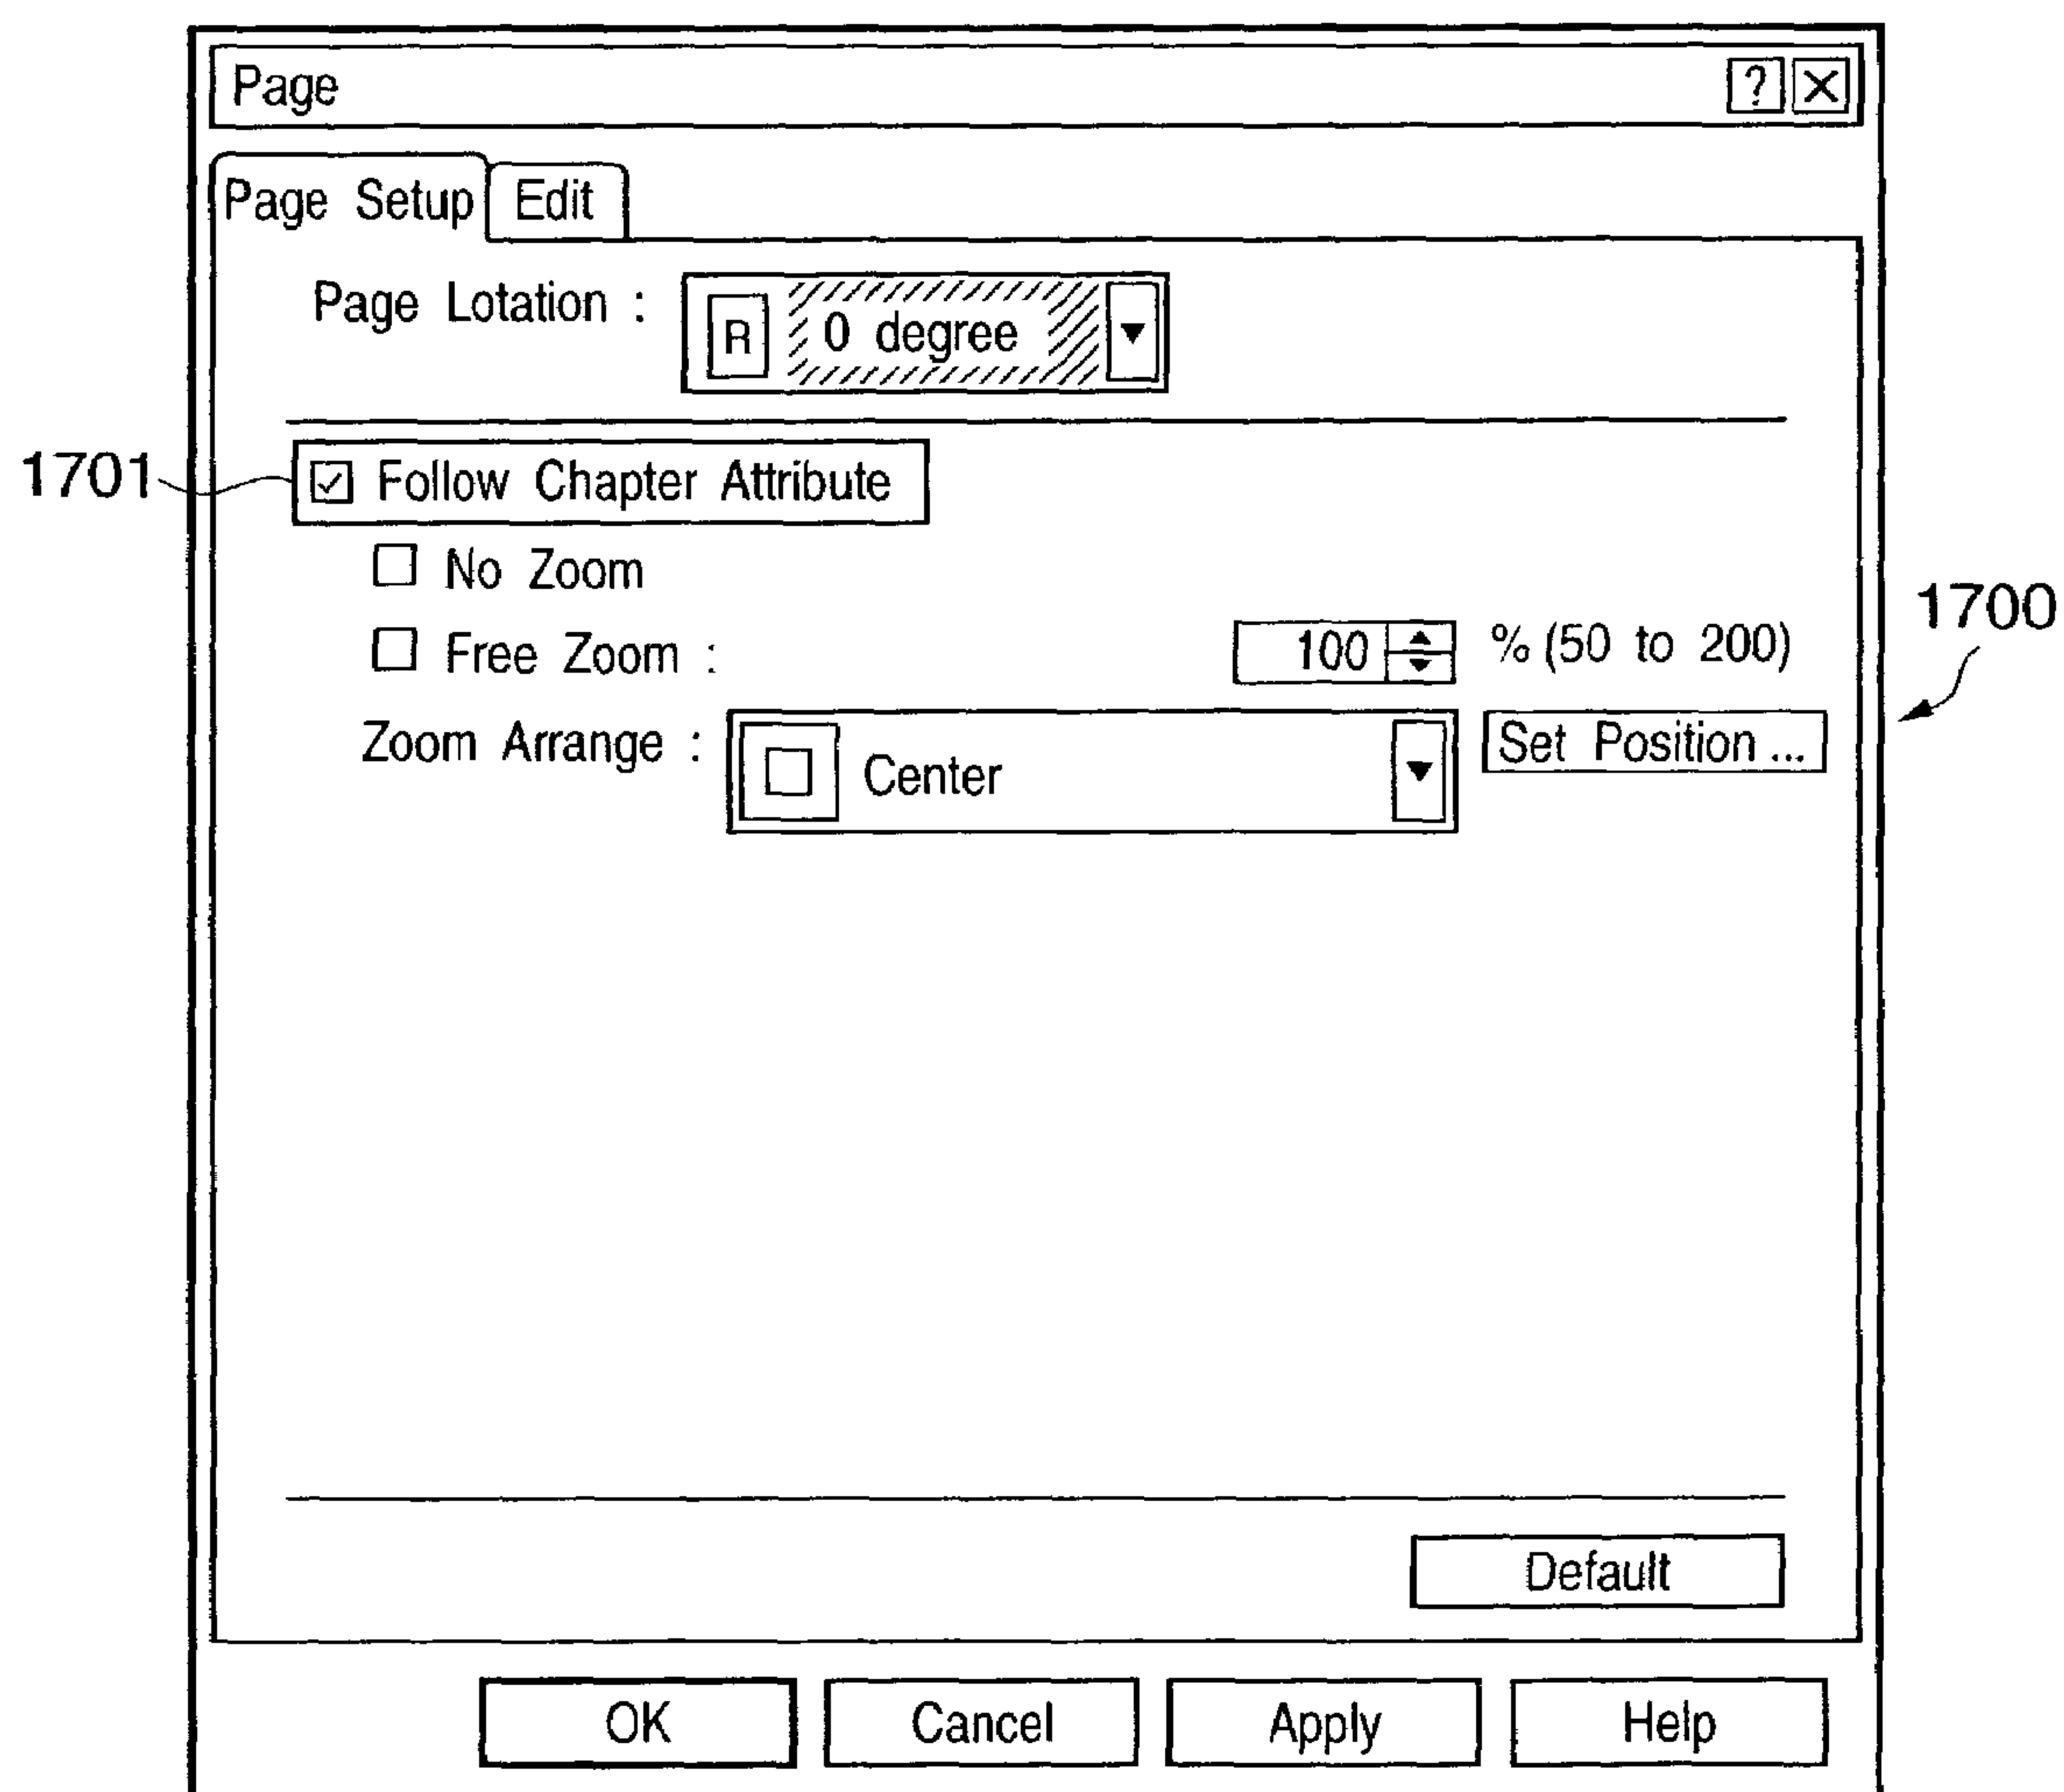 Page ?
Page Setup Edit
Page Lotation : R 0 degree
1701 Follow Chapter Attribute
No Zoom
Free Zoom : 100 % (50 to 200)
1700
Zoom Arrange : Center Set Position ...
Default
OK Cancel Apply Help